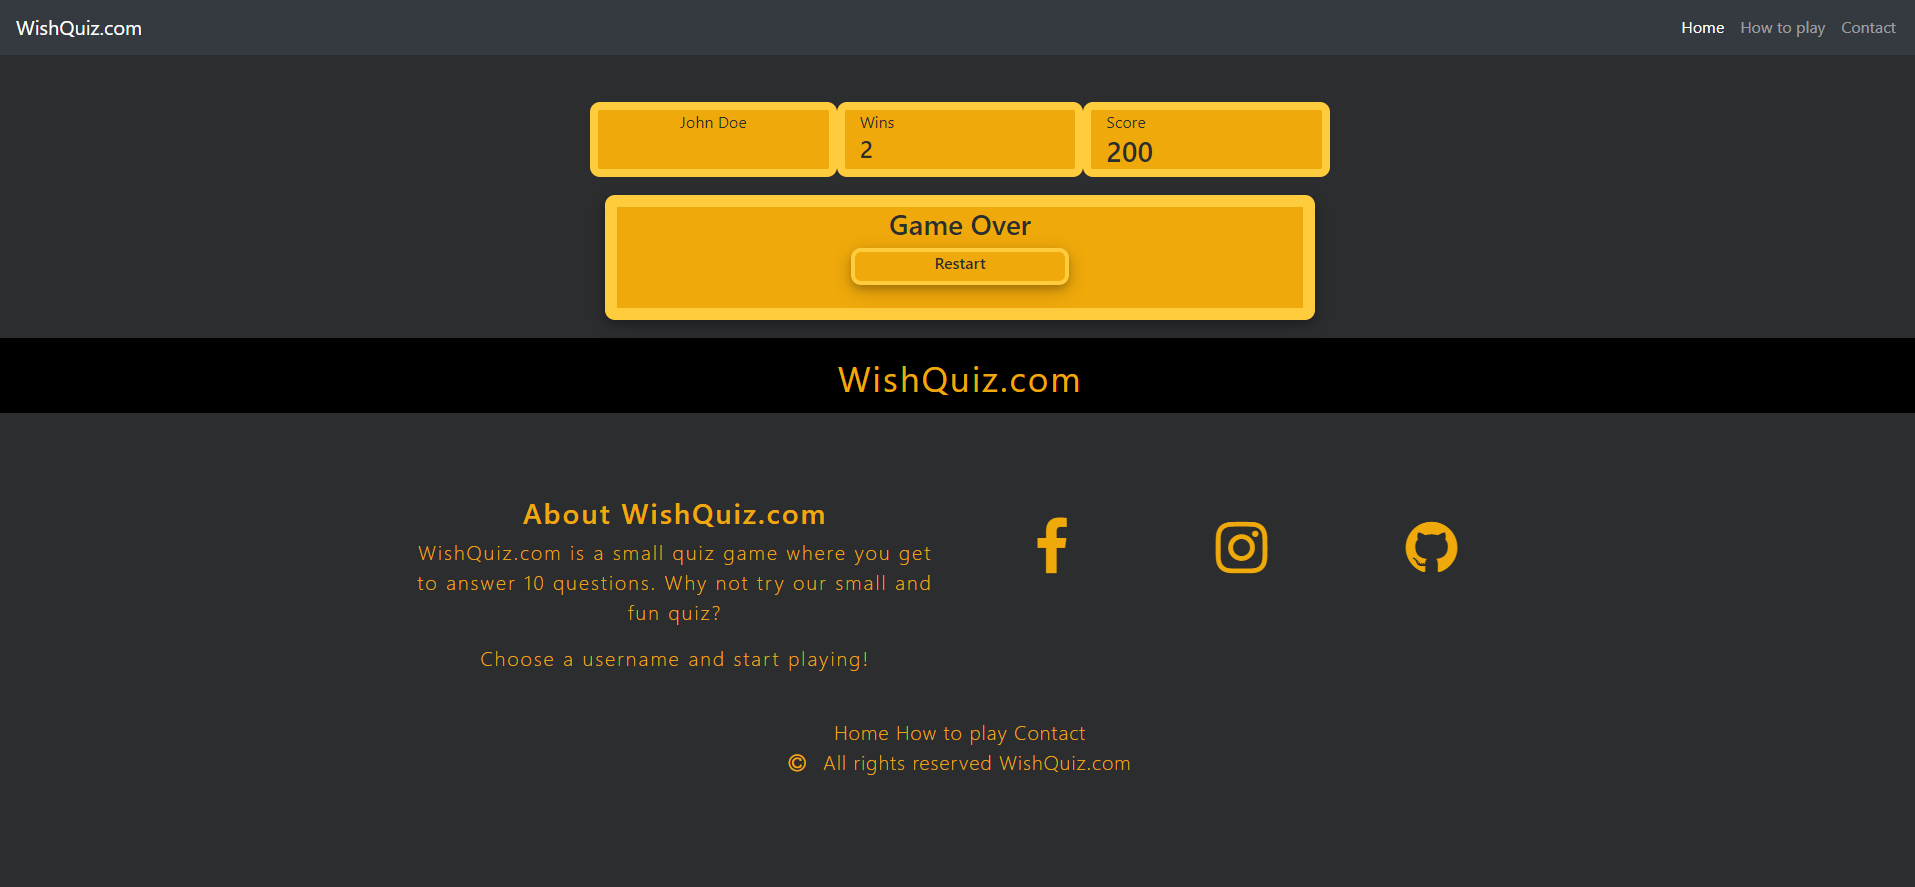 WishQuiz.com
Home How to play Contact
John Doe
Wins
2
Score
200
Game Over
Restart
WishQuiz.com
About WishQuiz.com
WishQuiz.com is a small quiz game where you get
to answer 10 questions. Why not try our small and
fun quiz?
Choose a username and start playing!
Home How to play Contact
© All rights reserved WishQuiz.com